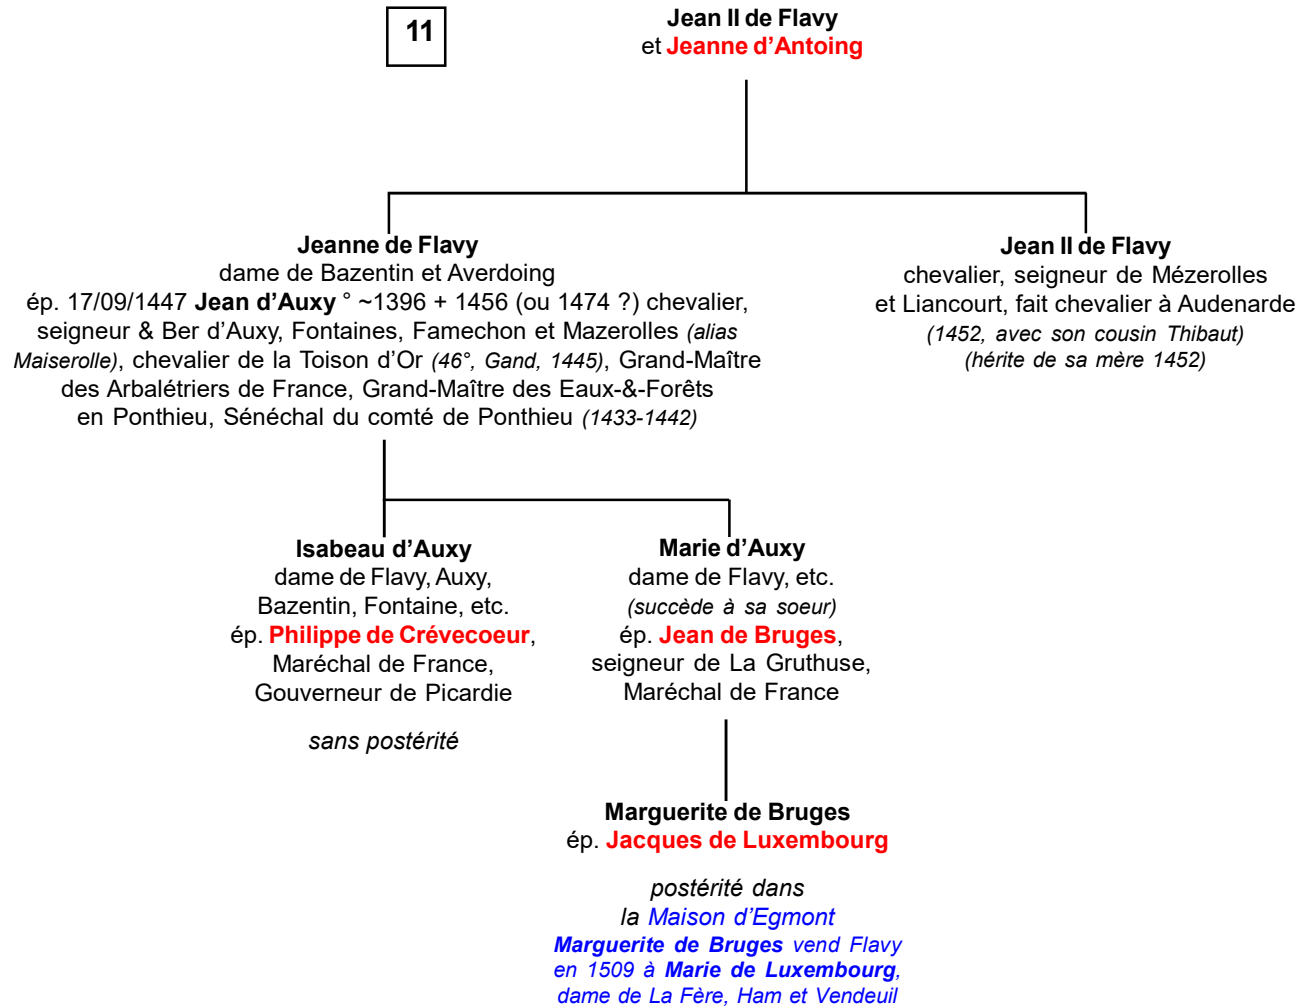 11
Jean II de Flavy
et Jeanne d’Antoing
Jeanne de Flavy
dame de Bazentin et Averdoing
ép. 17/09/1447 Jean d’Auxy ° ~1396 + 1456 (ou 1474 ?) chevalier,
seigneur & Ber d’Auxy, Fontaines, Famechon et Mazerolles (alias
Maiserolle), chevalier de la Toison d’Or (46°, Gand, 1445), Grand-Maître
des Arbalétriers de France, Grand-Maître des Eaux-&-Forêts
en Ponthieu, Sénéchal du comté de Ponthieu (1433-1442)
Jean II de Flavy
chevalier, seigneur de Mézerolles
et Liancourt, fait chevalier à Audenarde
(1452, avec son cousin Thibaut)
(hérite de sa mère 1452)
Isabeau d’Auxy
dame de Flavy, Auxy,
Bazentin, Fontaine, etc.
ép. Philippe de Crévecoeur,
Maréchal de France,
Gouverneur de Picardie
sans postérité
Marie d’Auxy
dame de Flavy, etc.
(succède à sa soeur)
ép. Jean de Bruges,
seigneur de La Gruthuse,
Maréchal de France
Marguerite de Bruges
ép. Jacques de Luxembourg
postérité dans
la Maison d’Egmont
Marguerite de Bruges vend Flavy
en 1509 à Marie de Luxembourg,
dame de La Fère, Ham et Vendeuil